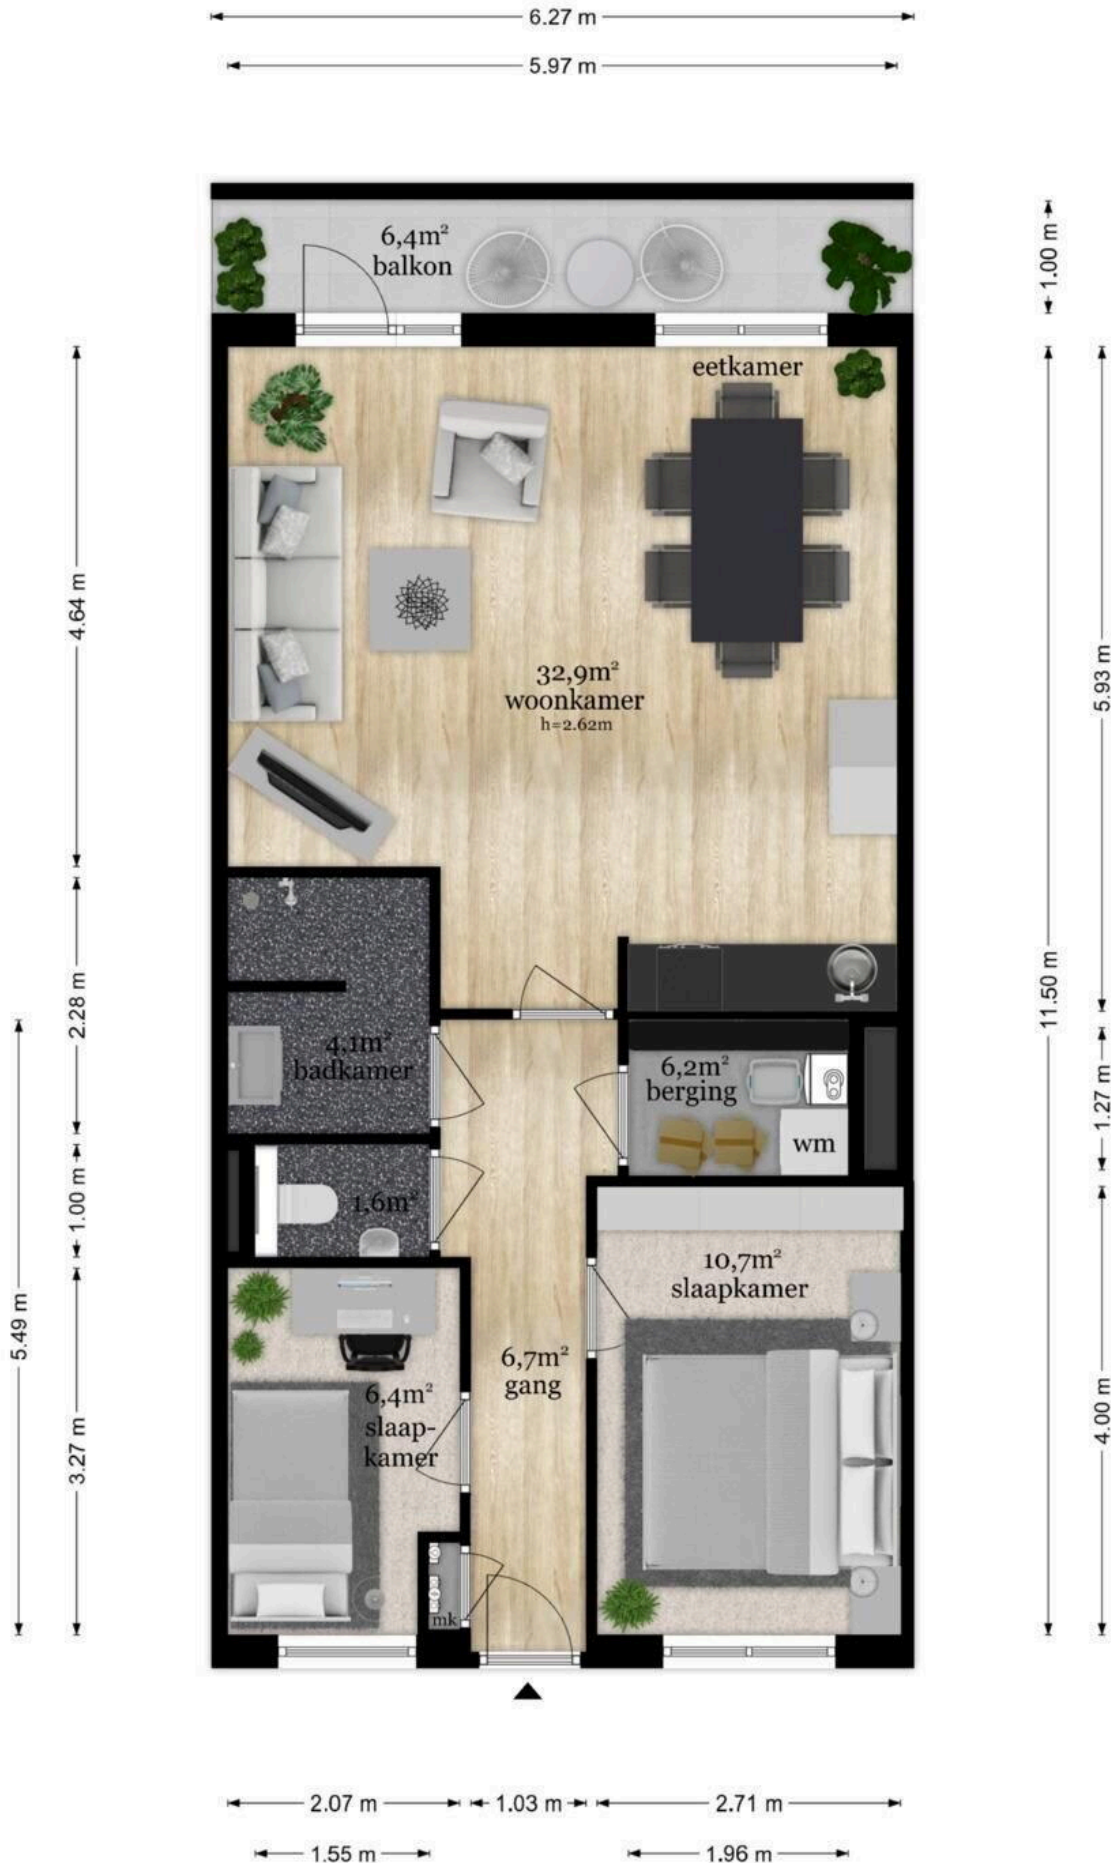 6.27 m
5.97 m
6,4m²
balkon
1.00 m
eetkamer
4.64 m
32,9m²
woonkamer
h=2.62m
5.93 m
11.50 m
2.28 m
4,1m²
badkamer
6,2m²
berging
wm
1.27 m
1.00 m
1,6m²
10,7m²
slaapkamer
5.49 m
6,7m²
gang
6,4m²
slaap-
kamer
3.27 m
4.00 m
mk
2.07 m
1.03 m
2.71 m
1.55 m
1.96 m